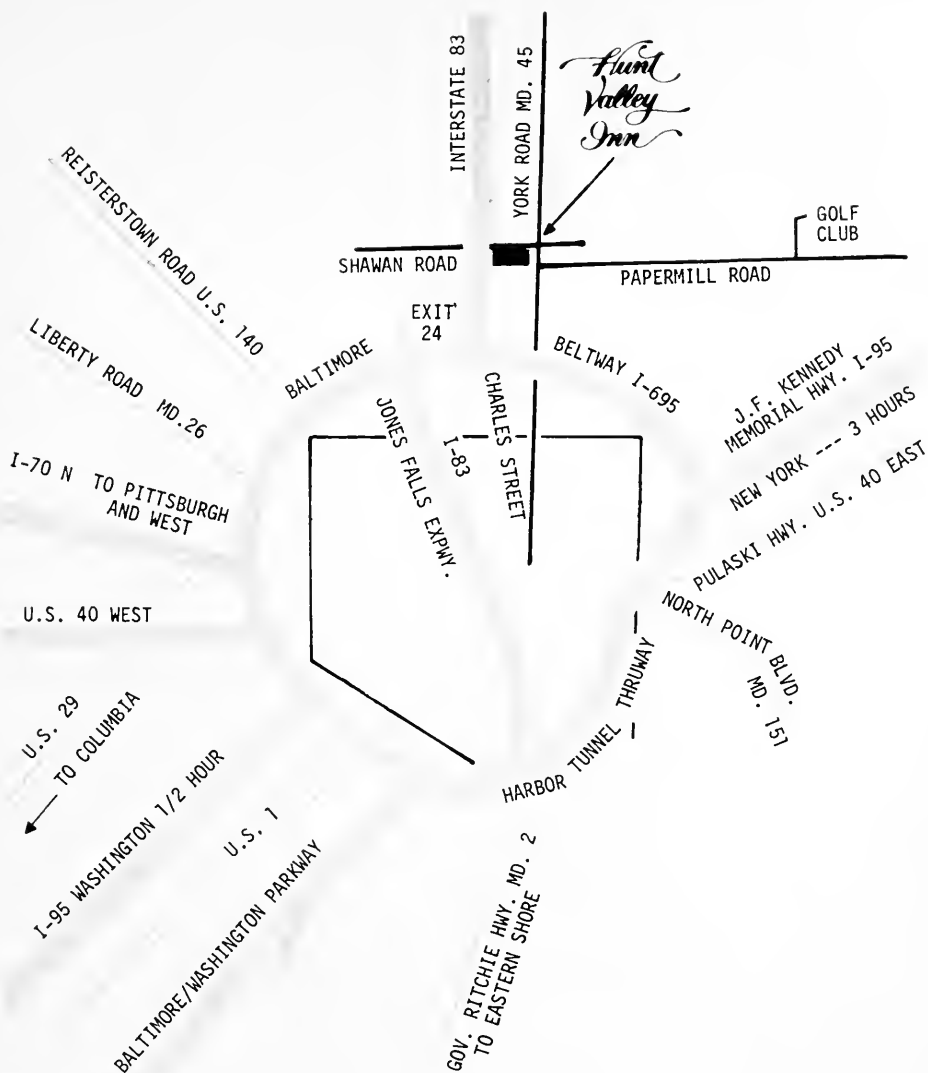 INTERSTATE 83
YORK ROAD MD. 45
Hunt
Valley
Inn
REISTERSTOWN ROAD U.S. 140
GOLF
CLUB
SHAWAN ROAD
PAPERMILL ROAD
EXIT
24
LIBERTY ROAD MD.26
BALTIMORE
BELTWAY I-695
J.F. KENNEDY
MEMORIAL HWY. I-95
JONES FALLS EXPWY.
I-83
CHARLES STREET
NEW YORK --- 3 HOURS
I-70 N TO PITTSBURGH
AND WEST
PULASKI HWY. U.S. 40 EAST
U.S. 40 WEST
NORTH POINT BLVD.
MD. 151
HARBOR TUNNEL THRUWAY
U.S. 29
TO COLUMBIA
I-95 WASHINGTON 1/2 HOUR
U.S. 1
BALTIMORE/WASHINGTON PARKWAY
GOV. RITCHIE HWY. MD. 2
TO EASTERN SHORE